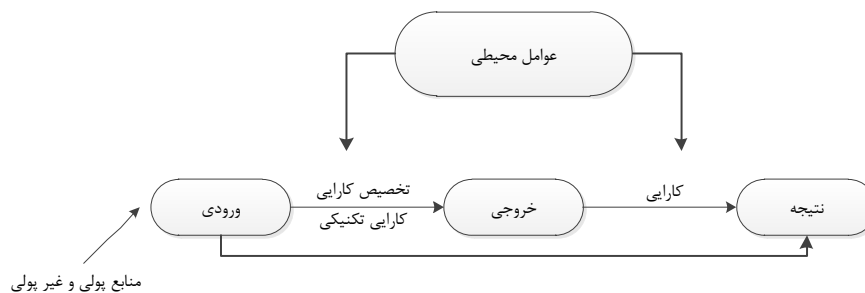 عوامل محیطی
تخصیص کارایی
کارایی
ورودی
خروجی
نتیجه
کارایی تکنیکی
منابع پولی و غیر پولی